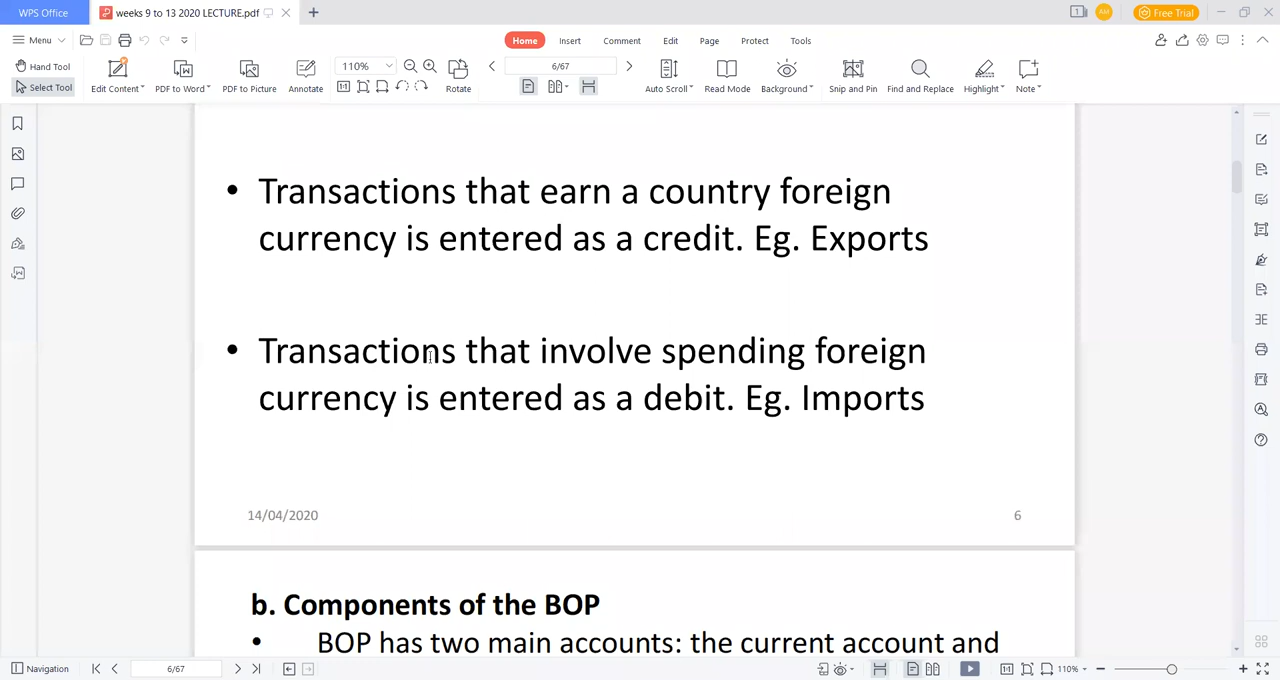 WPS Office
weeks 9 to 13 2020 LECTURE.pdf
1
AM
Free Trial
Menu
Home
Insert
Comment
Edit
Page
Protect
Tools
Hand Tool
Select Tool
Edit Content
PDF to Word
PDF to Picture
Annotate
110%
Rotate
6/67
Auto Scroll
Read Mode
Background
Snip and Pin
Find and Replace
Highlight
Note
• Transactions that earn a country foreign
currency is entered as a credit. Eg. Exports
• Transactions that involve spending foreign
currency is entered as a debit. Eg. Imports
14/04/2020
6
b. Components of the BOP
• BOP has two main accounts: the current account and
Navigation
6/67
110%